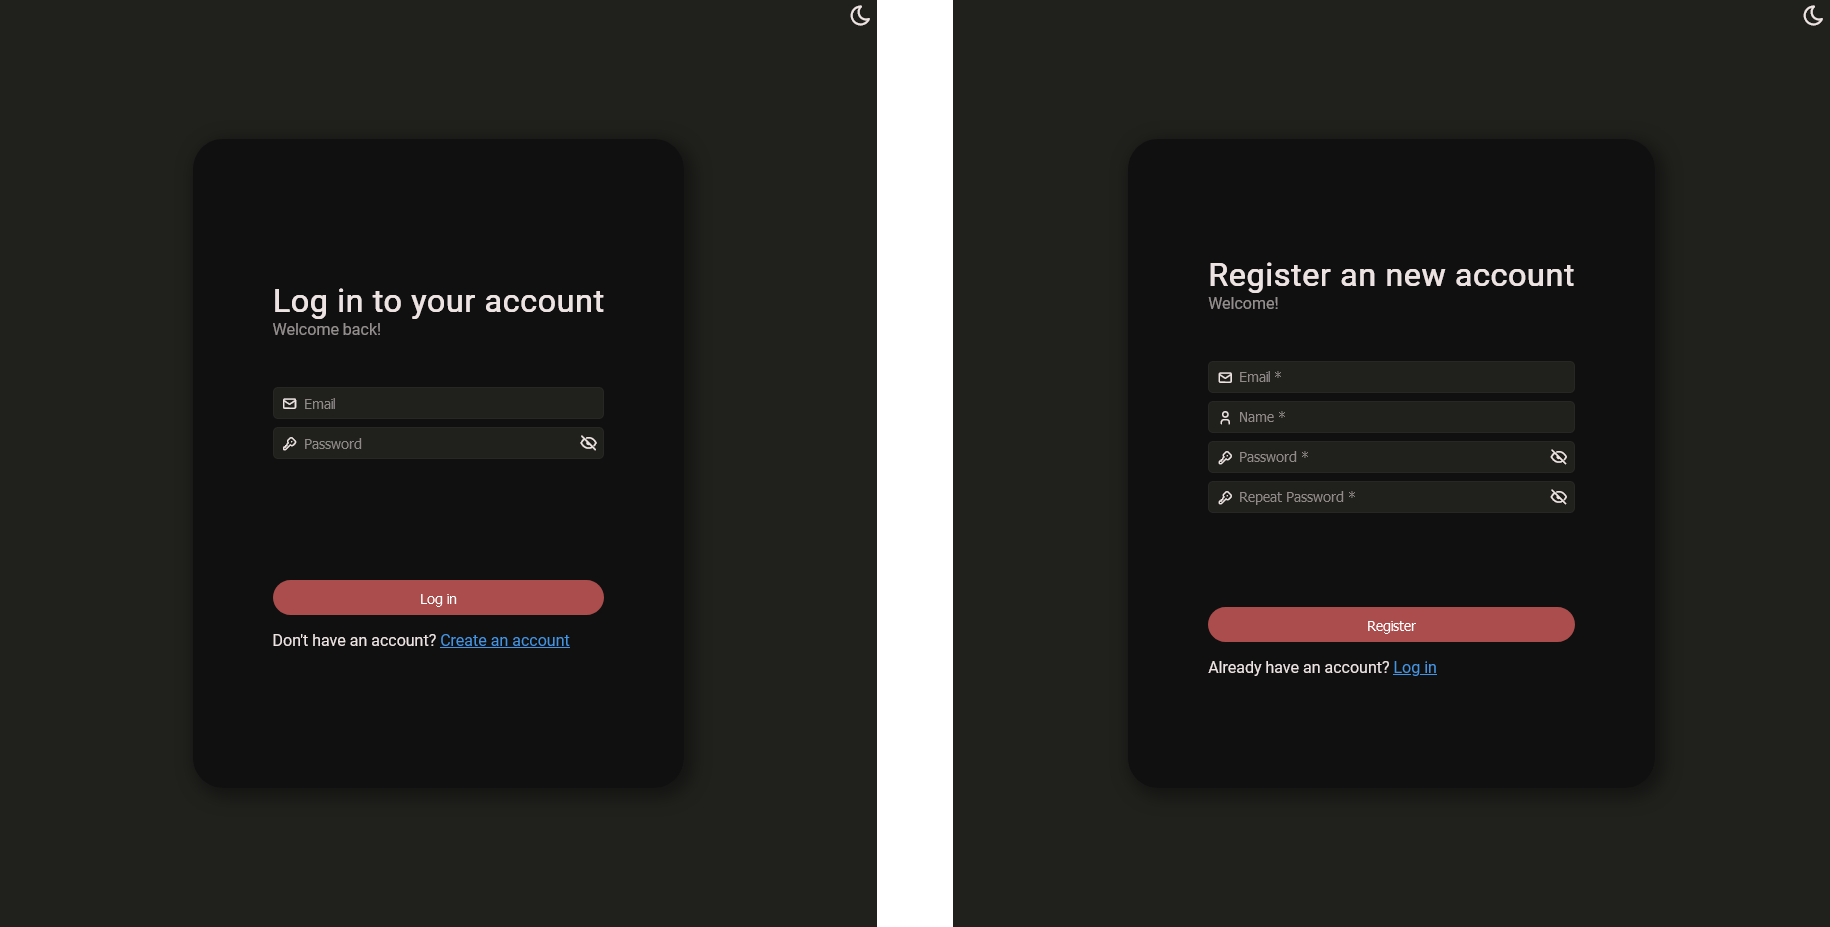 Log in to your account
Welcome back!
Email
Password
Log in
Don't have an account? Create an account
Register an new account
Welcome!
Email *
Name *
Password *
Repeat Password *
Register
Already have an account? Log in